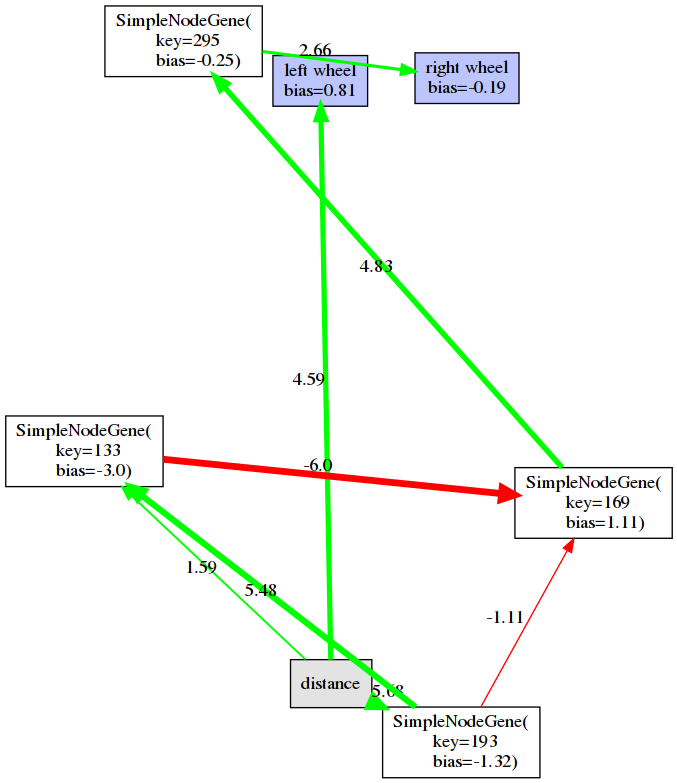 SimpleNodeGene(
key=295
bias=-0.25)
2.66
left wheel
bias=0.81
right wheel
bias=-0.19
4.83
4.59
SimpleNodeGene(
key=133
bias=-3.0)
-6.0
SimpleNodeGene(
key=169
bias=1.11)
1.59
5.48
-1.11
distance
5.68
SimpleNodeGene(
key=193
bias=-1.32)